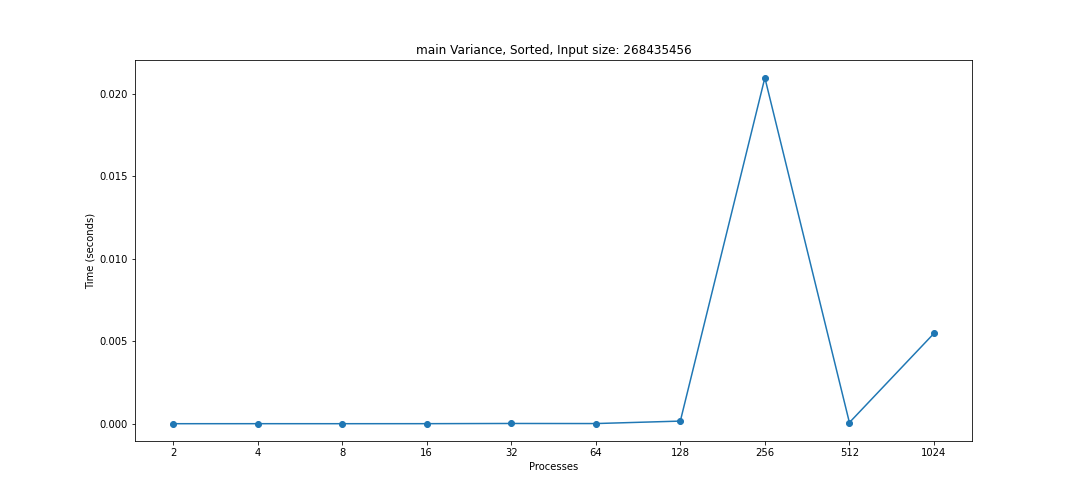 main Variance, Sorted, Input size: 268435456
0.020
0.015
0.010
0.005
0.000
Time (seconds)
2 4 8 16 32 64 128 256 512 1024
Processes